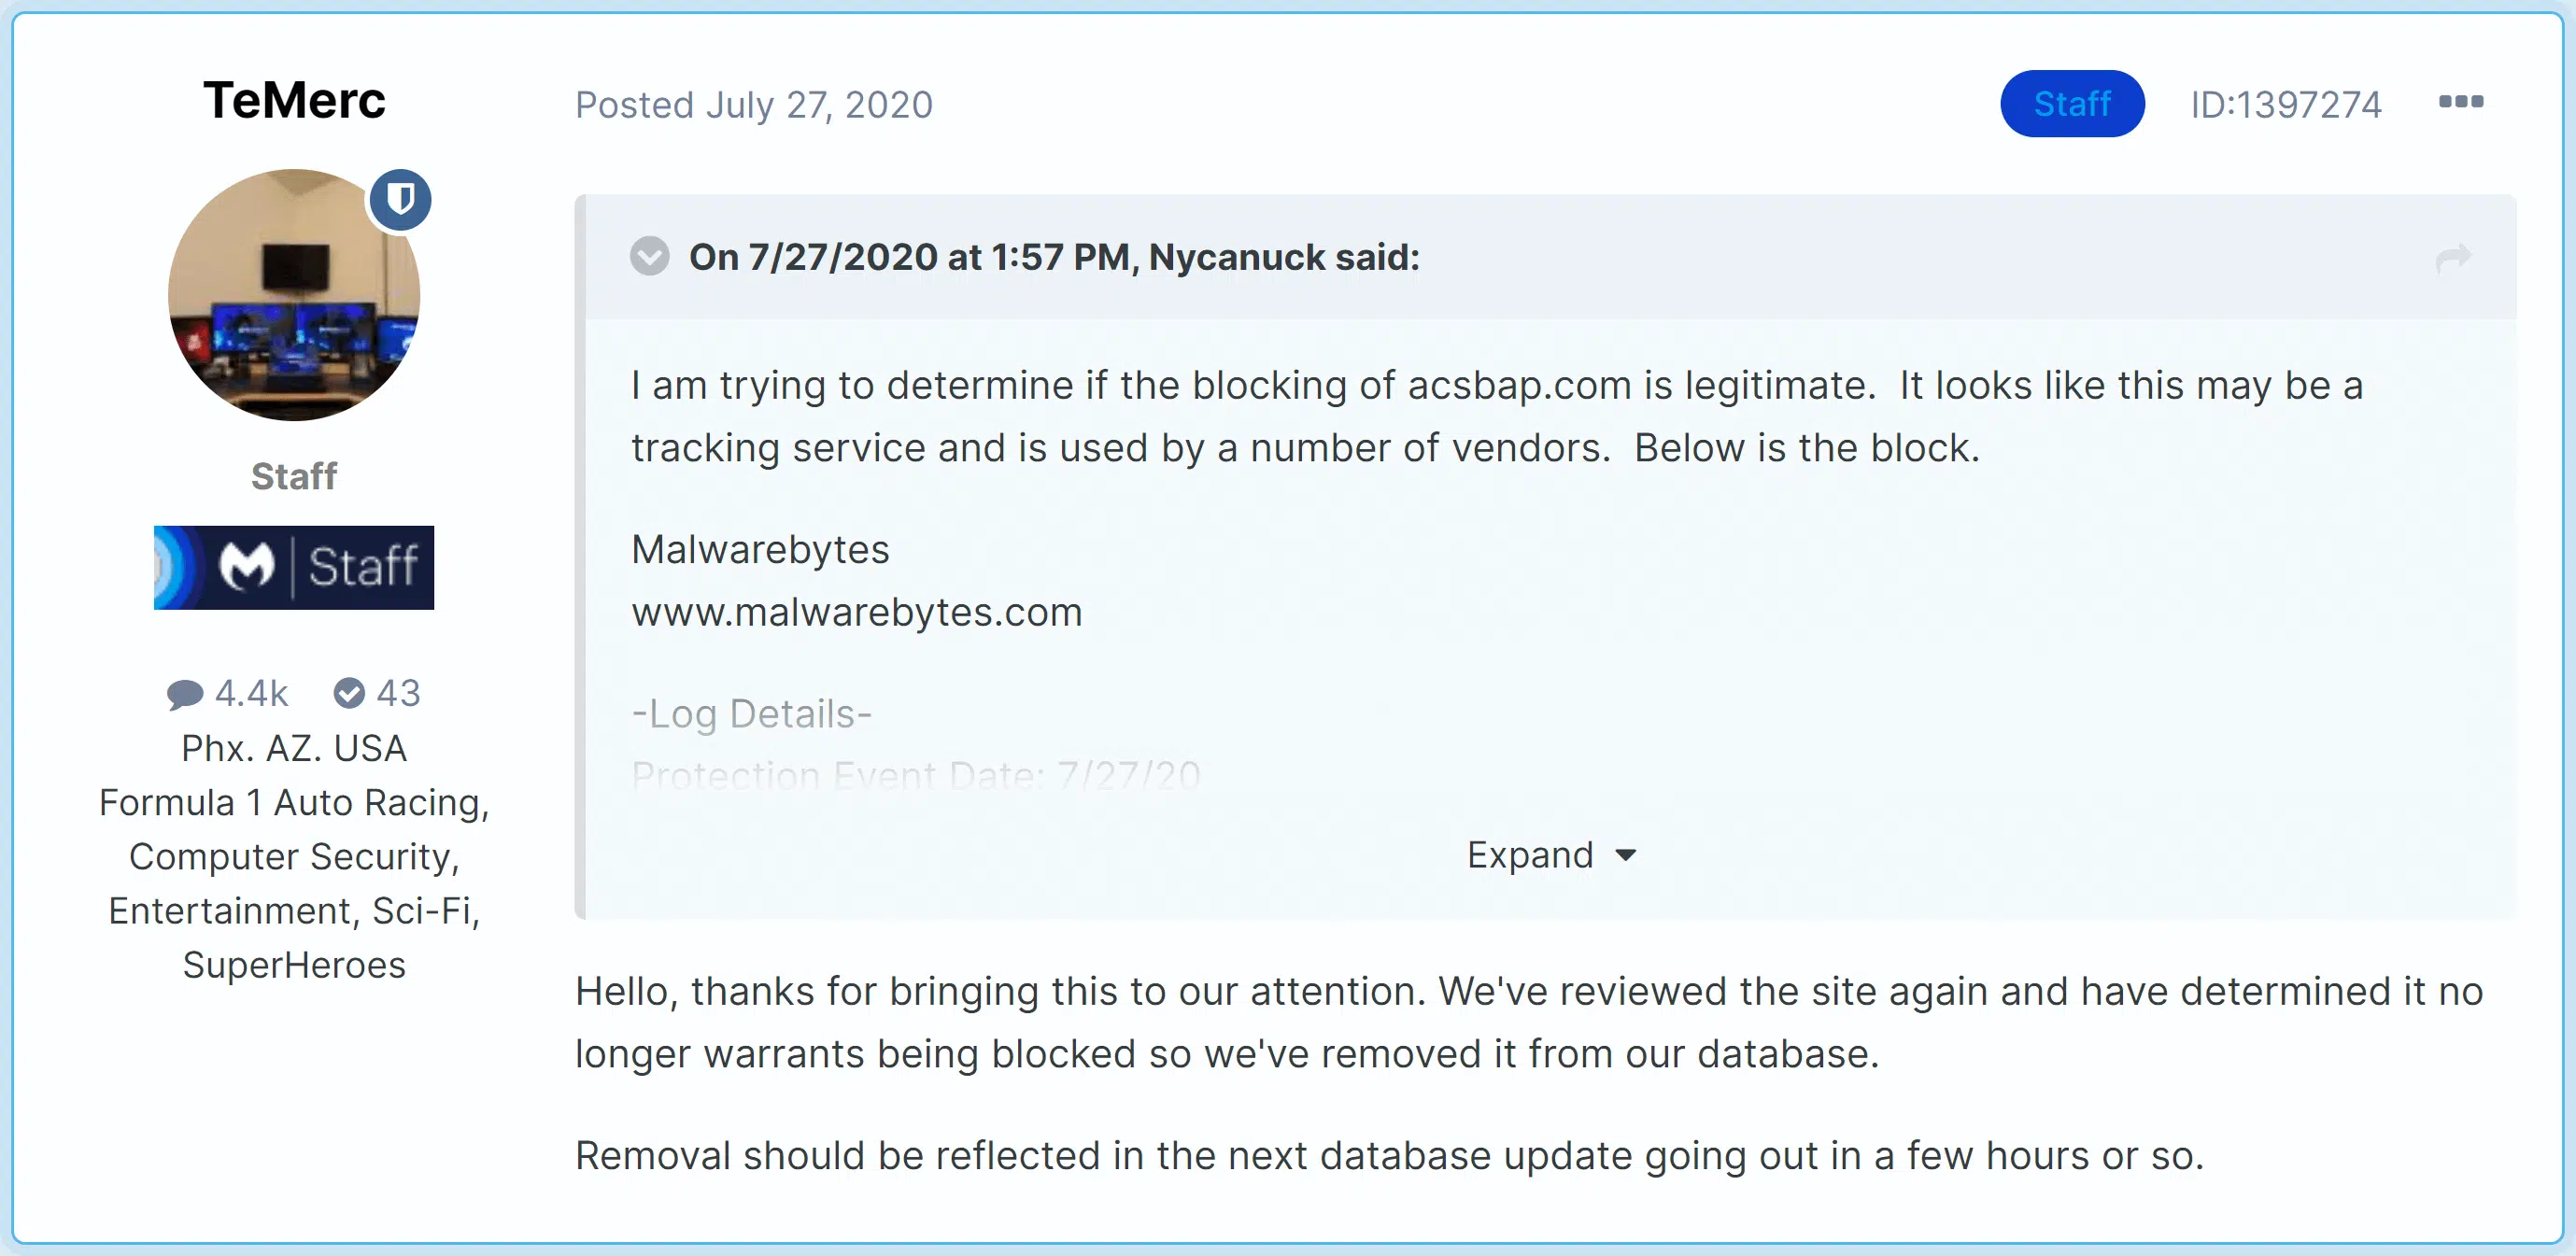 TeMerc
Posted July 27, 2020
Staff
ID:1397274
Staff
Staff
4.4k 43
Phx. AZ. USA
Formula 1 Auto Racing,
Computer Security,
Entertainment, Sci-Fi,
SuperHeroes
On 7/27/2020 at 1:57 PM, Nycanuck said:
I am trying to determine if the blocking of acsbap.com is legitimate.  It looks like this may be a
tracking service and is used by a number of vendors.  Below is the block.
Malwarebytes
www.malwarebytes.com
-Log Details-
Protection Event Date: 7/27/20
Expand
Hello, thanks for bringing this to our attention. We've reviewed the site again and have determined it no
longer warrants being blocked so we've removed it from our database.
Removal should be reflected in the next database update going out in a few hours or so.